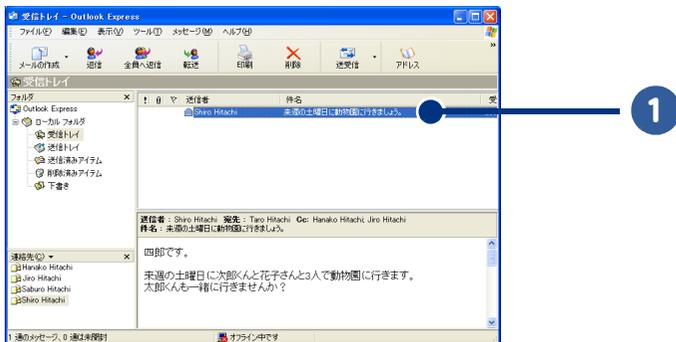 受信トレイ - Outlook Express
ファイル(F) 編集(E) 表示(V) ツール(T) メッセージ(M) ヘルプ(H)
メールの作成 返信 全員へ返信 転送 印刷 削除 送受信 アドレス »
受信トレイ
フォルダ ×
Outlook Express
ローカル フォルダ
受信トレイ
送信トレイ
送信済みアイテム
削除済みアイテム
下書き
! 送信者 件名 受
Shiro Hitachi 来週の土曜日に動物園に行きましょう。
1
送信者: Shiro Hitachi 宛先: Taro Hitachi Cc: Hanako Hitachi; Jiro Hitachi
件名: 来週の土曜日に動物園に行きましょう。
四郎です。
来週の土曜日に次郎くんと花子さんと3人で動物園に行きます。
太郎くんも一緒に行きませんか?
連絡先(C) ×
Hanako Hitachi
Jiro Hitachi
Saburo Hitachi
Shiro Hitachi
1 通のメッセージ、0 通は未開封 オフライン中です